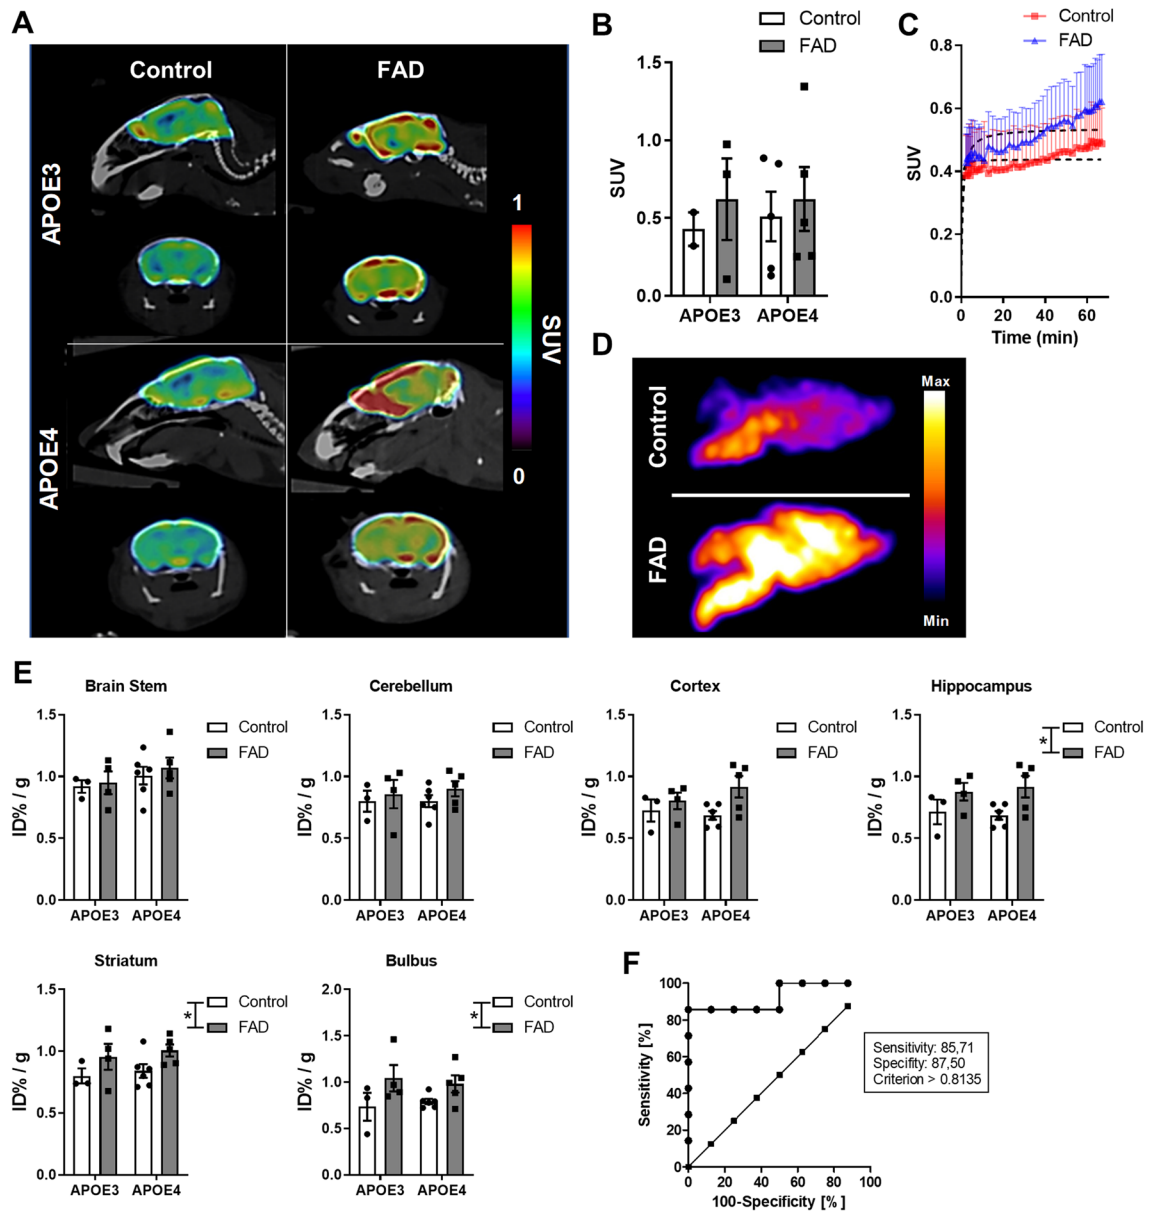 A
Control
FAD
APOE3
APOE4
1
SUV
0
B
Control
FAD
SUV
1.5
1.0
0.5
0.0
APOE3
APOE4
C
Control
FAD
SUV
0.8
0.6
0.4
0.2
0.0
0 20 40 60
Time (min)
D
Control
FAD
Max
Min
E
Brain Stem
ID% / g
1.5
1.0
0.5
0.0
APOE3 APOE4
Control
FAD
Cerebellum
ID% / g
1.5
1.0
0.5
0.0
APOE3 APOE4
Control
FAD
Cortex
ID% / g
1.5
1.0
0.5
0.0
APOE3 APOE4
Control
FAD
Hippocampus
ID% / g
1.5
1.0
0.5
0.0
APOE3 APOE4
*
Control
FAD
Striatum
ID% / g
1.5
1.0
0.5
0.0
APOE3 APOE4
*
Control
FAD
Bulbus
ID% / g
2.0
1.5
1.0
0.5
0.0
APOE3 APOE4
*
Control
FAD
F
Sensitivity [%]
100
80
60
40
20
0
0 20 40 60 80 100
100-Specificity [%]
Sensitivity: 85,71
Specifity: 87,50
Criterion > 0.8135